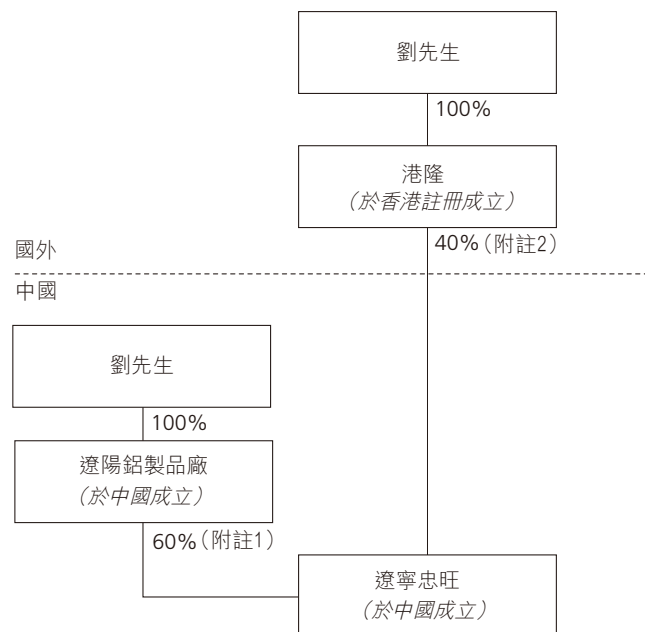 劉先生
100%
港隆
（於香港註冊成立）
40%（附註2）
國外
中國
劉先生
100%
遼陽鋁製品廠
（於中國成立）
60%（附註1）
遼寧忠旺
（於中國成立）